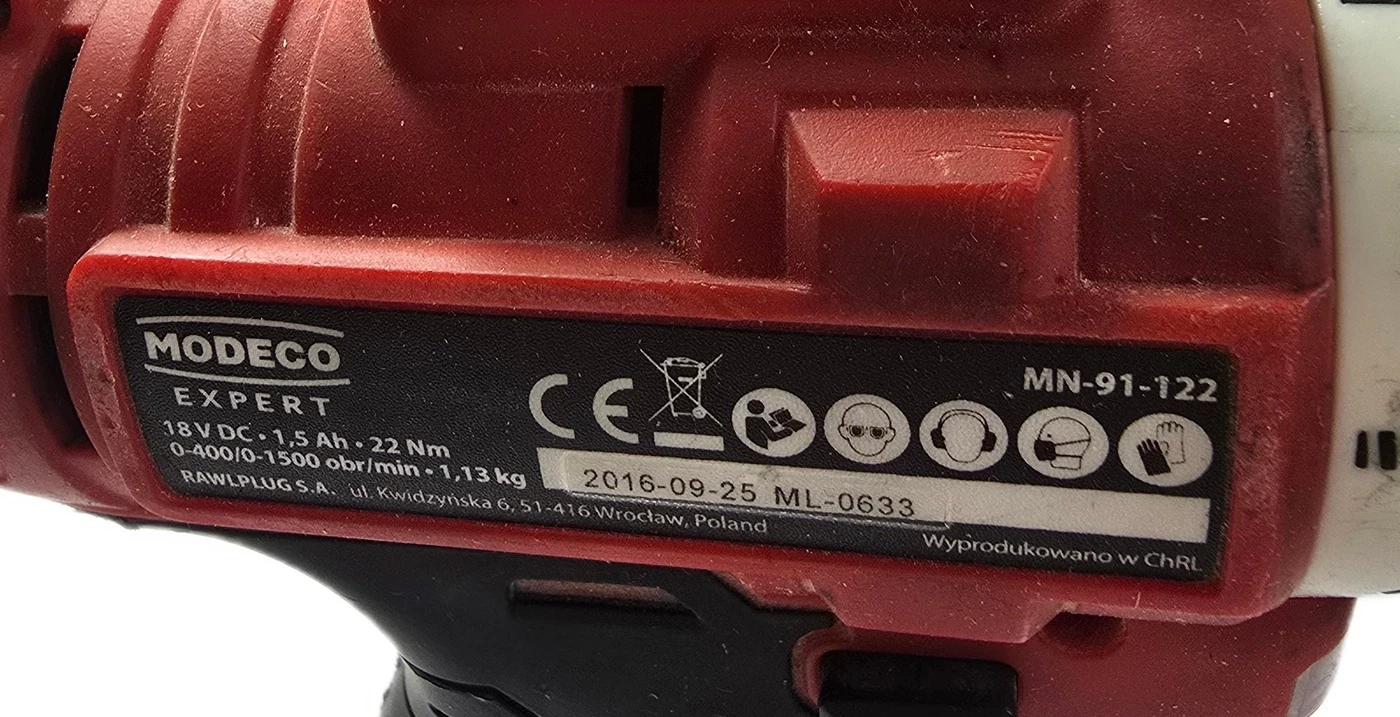 MODECO
EXPERT
18 V DC • 1,5 Ah • 22 Nm
0-400/0-1500 obr/min • 1,13 kg
RAWLPLUG S.A. ul. Kwidzyńska 6, 51-416 Wrocław, Poland
CE
MN-91-122
2016-09-25 ML-0633
Wyprodukowano w ChRL